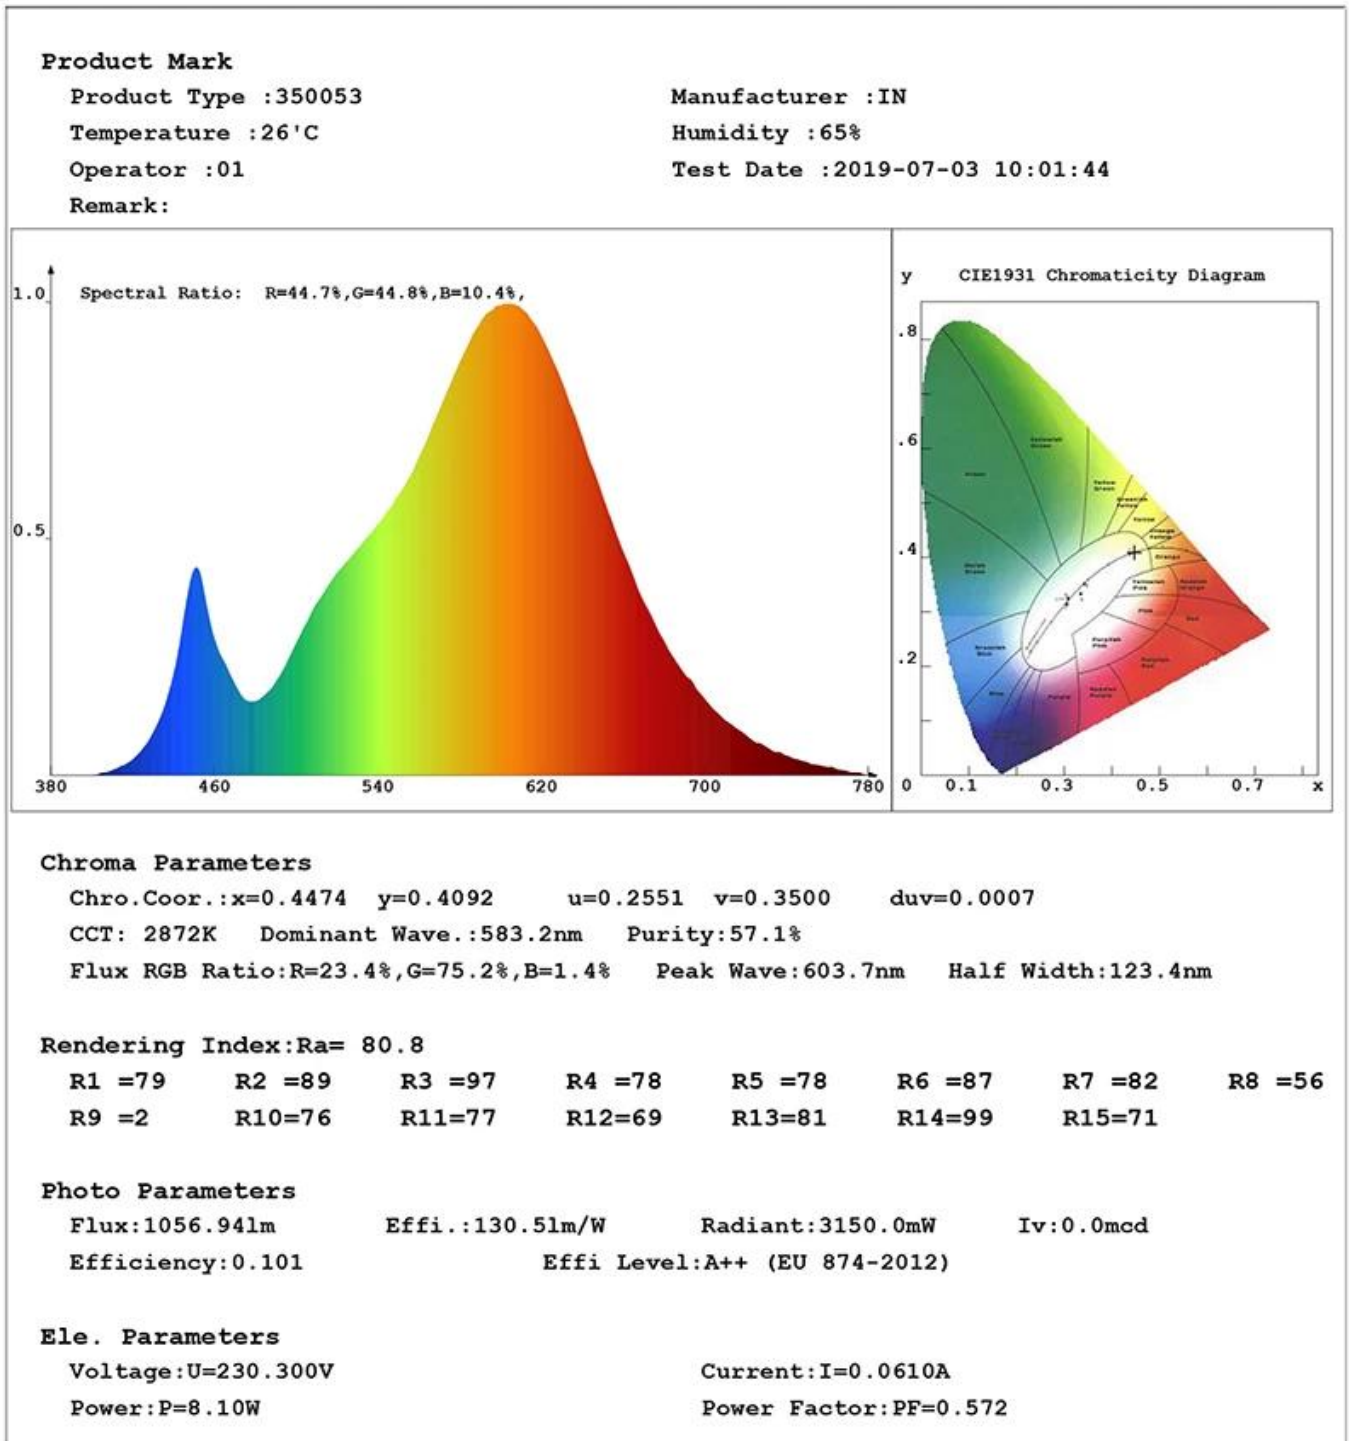 Product Mark
Product Type :350053 Manufacturer :IN
Temperature :26'C Humidity :65%
Operator :01 Test Date :2019-07-03 10:01:44
Remark:
Spectral Ratio: R=44.7%,G=44.8%,B=10.4%,
1.0
0.5
380 460 540 620 700 780
y CIE1931 Chromaticity Diagram
.8
.6
.4
.2
0 0.1 0.3 0.5 0.7 x
Green
Yellow
Orange
Pink
Purplish
Pink
Purple
Chroma Parameters
Chro.Coor.:x=0.4474 y=0.4092 u=0.2551 v=0.3500 duv=0.0007
CCT: 2872K Dominant Wave.:583.2nm Purity:57.1%
Flux RGB Ratio:R=23.4%,G=75.2%,B=1.4% Peak Wave:603.7nm Half Width:123.4nm
Rendering Index:Ra= 80.8
R1 =79 R2 =89 R3 =97 R4 =78 R5 =78 R6 =87 R7 =82 R8 =56
R9 =2 R10=76 R11=77 R12=69 R13=81 R14=99 R15=71
Photo Parameters
Flux:1056.94lm Effi.:130.5lm/W Radiant:3150.0mW Iv:0.0mcd
Efficiency:0.101 Effi Level:A++ (EU 874-2012)
Ele. Parameters
Voltage:U=230.300V Current:I=0.0610A
Power:P=8.10W Power Factor:PF=0.572